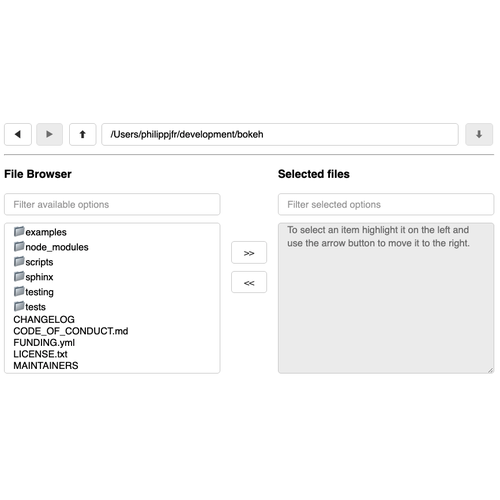 /Users/philippjfr/development/bokeh
File Browser
Selected files
Filter available options
Filter selected options
examples
node_modules
scripts
sphinx
testing
tests
CHANGELOG
CODE_OF_CONDUCT.md
FUNDING.yml
LICENSE.txt
MAINTAINERS
>>
<<
To select an item highlight it on the left and
use the arrow button to move it to the right.